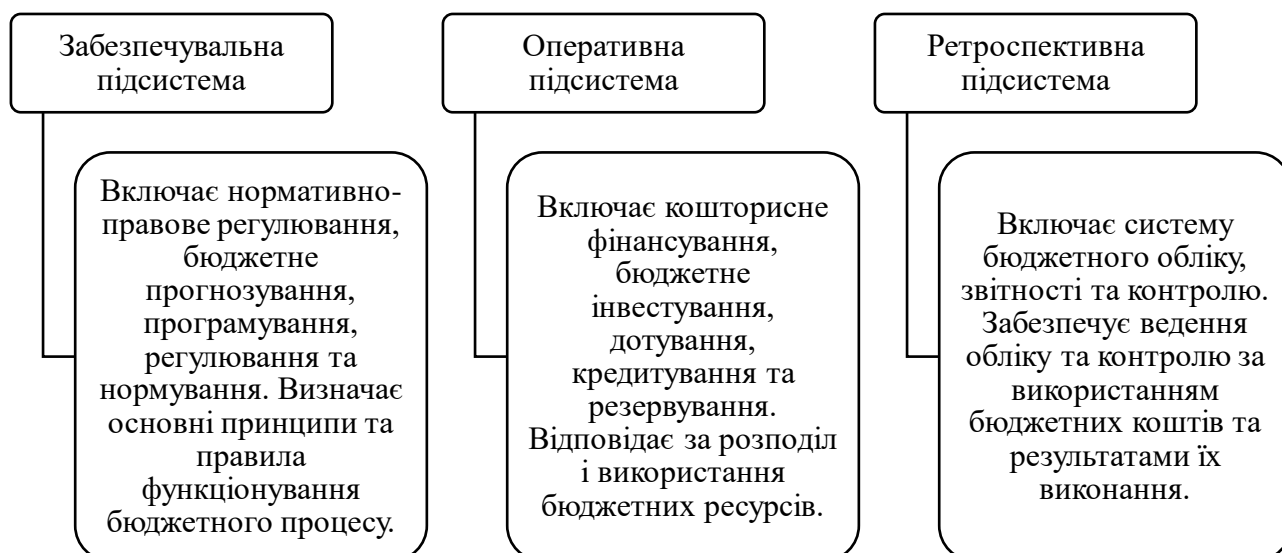 Забезпечувальна
підсистема
Включає нормативно-
правове регулювання,
бюджетне
прогнозування,
програмування,
регулювання та
нормування. Визначає
основні принципи та
правила
функціонування
бюджетного процесу.
Оперативна
підсистема
Включає кошторисне
фінансування,
бюджетне
інвестування,
дотування,
кредитування та
резервування.
Відповідає за розподіл
і використання
бюджетних ресурсів.
Ретроспективна
підсистема
Включає систему
бюджетного обліку,
звітності та контролю.
Забезпечує ведення
обліку та контролю за
використанням
бюджетних коштів та
результатами їх
виконання.